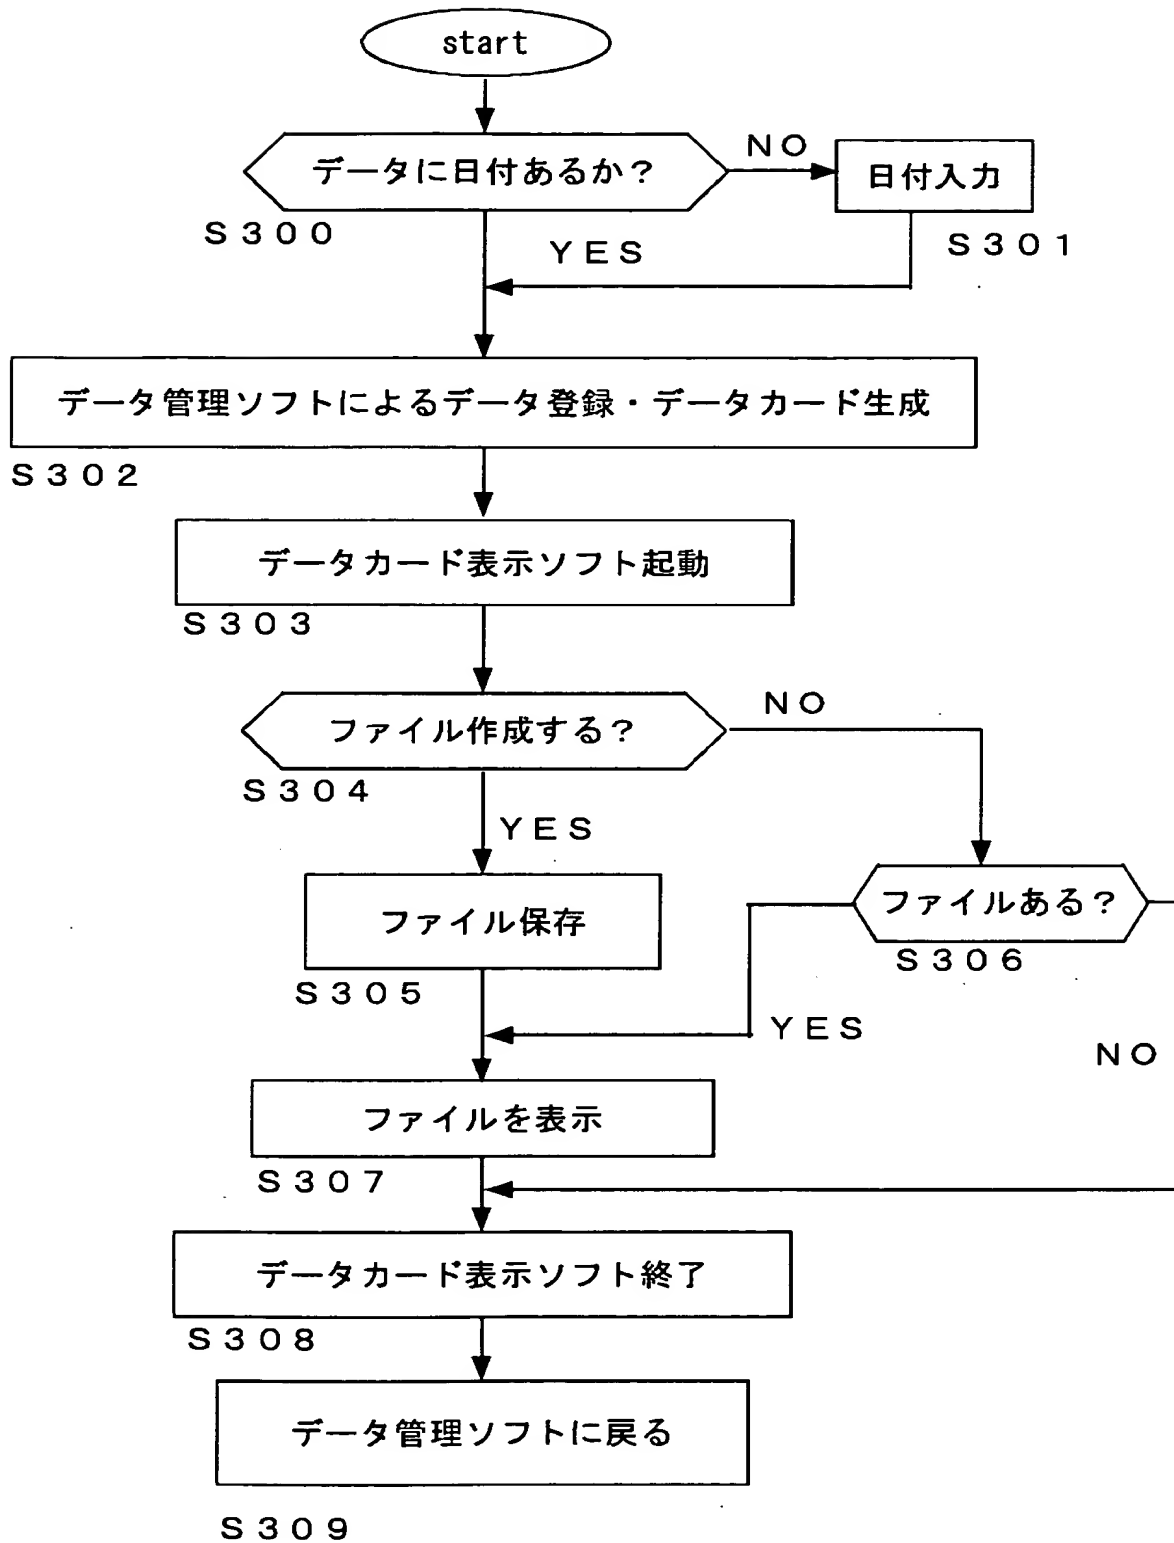 start
データに日付あるか？
NO
日付入力
S300
YES
S301
データ管理ソフトによるデータ登録・データカード生成
S302
データカード表示ソフト起動
S303
ファイル作成する？
NO
S304
YES
ファイル保存
ファイルある？
S306
S305
YES
NO
ファイルを表示
S307
データカード表示ソフト終了
S308
データ管理ソフトに戻る
S309